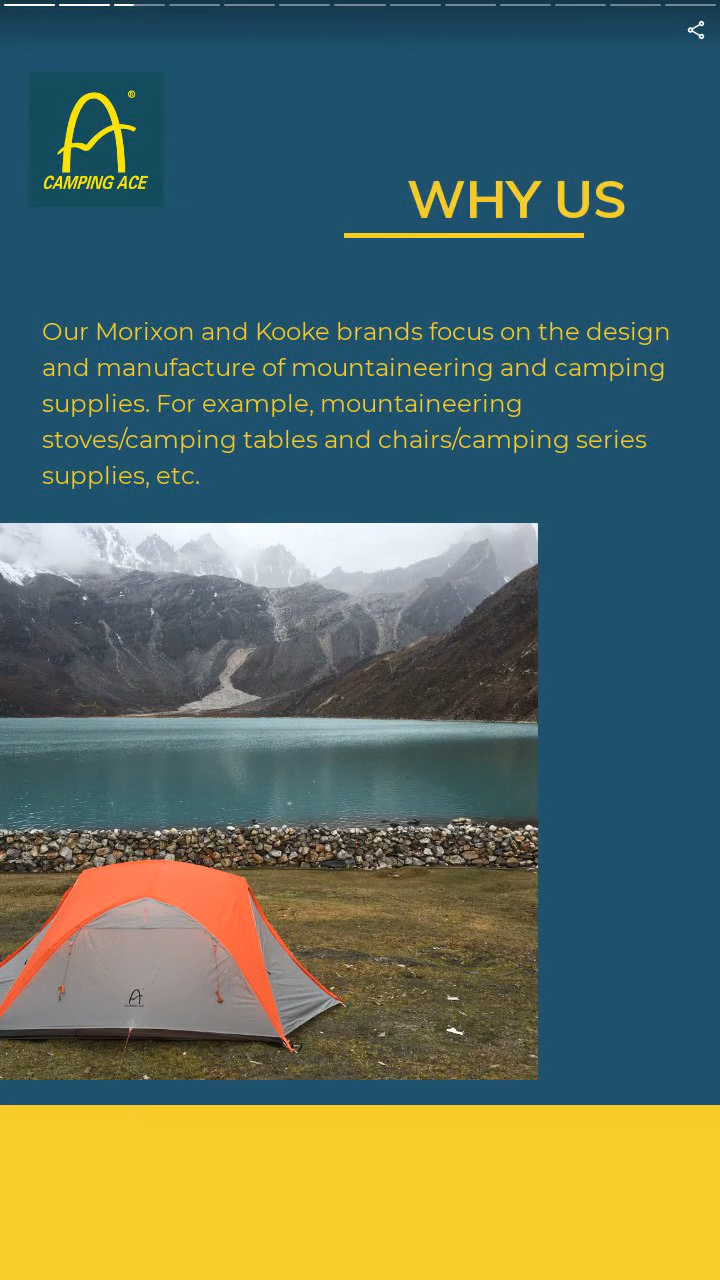 ®
CAMPING ACE
WHY US
Our Morixon and Kooke brands focus on the design
and manufacture of mountaineering and camping
supplies. For example, mountaineering
stoves/camping tables and chairs/camping series
supplies, etc.